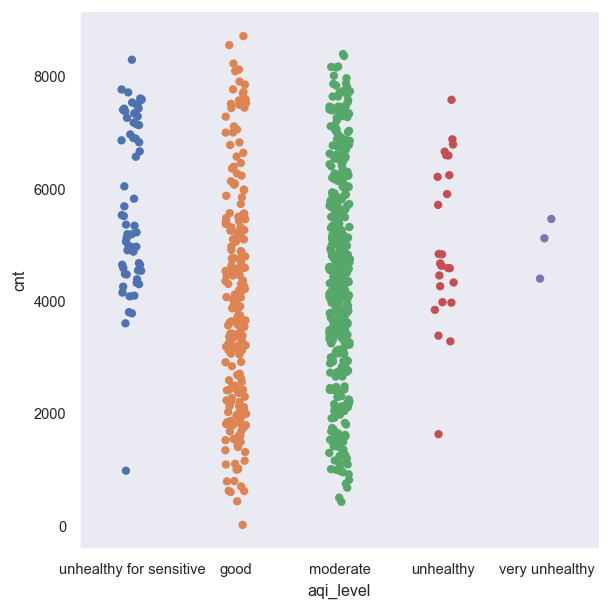 cnt
8000
6000
4000
2000
0
unhealthy for sensitive good moderate unhealthy very unhealthy
aqi_level